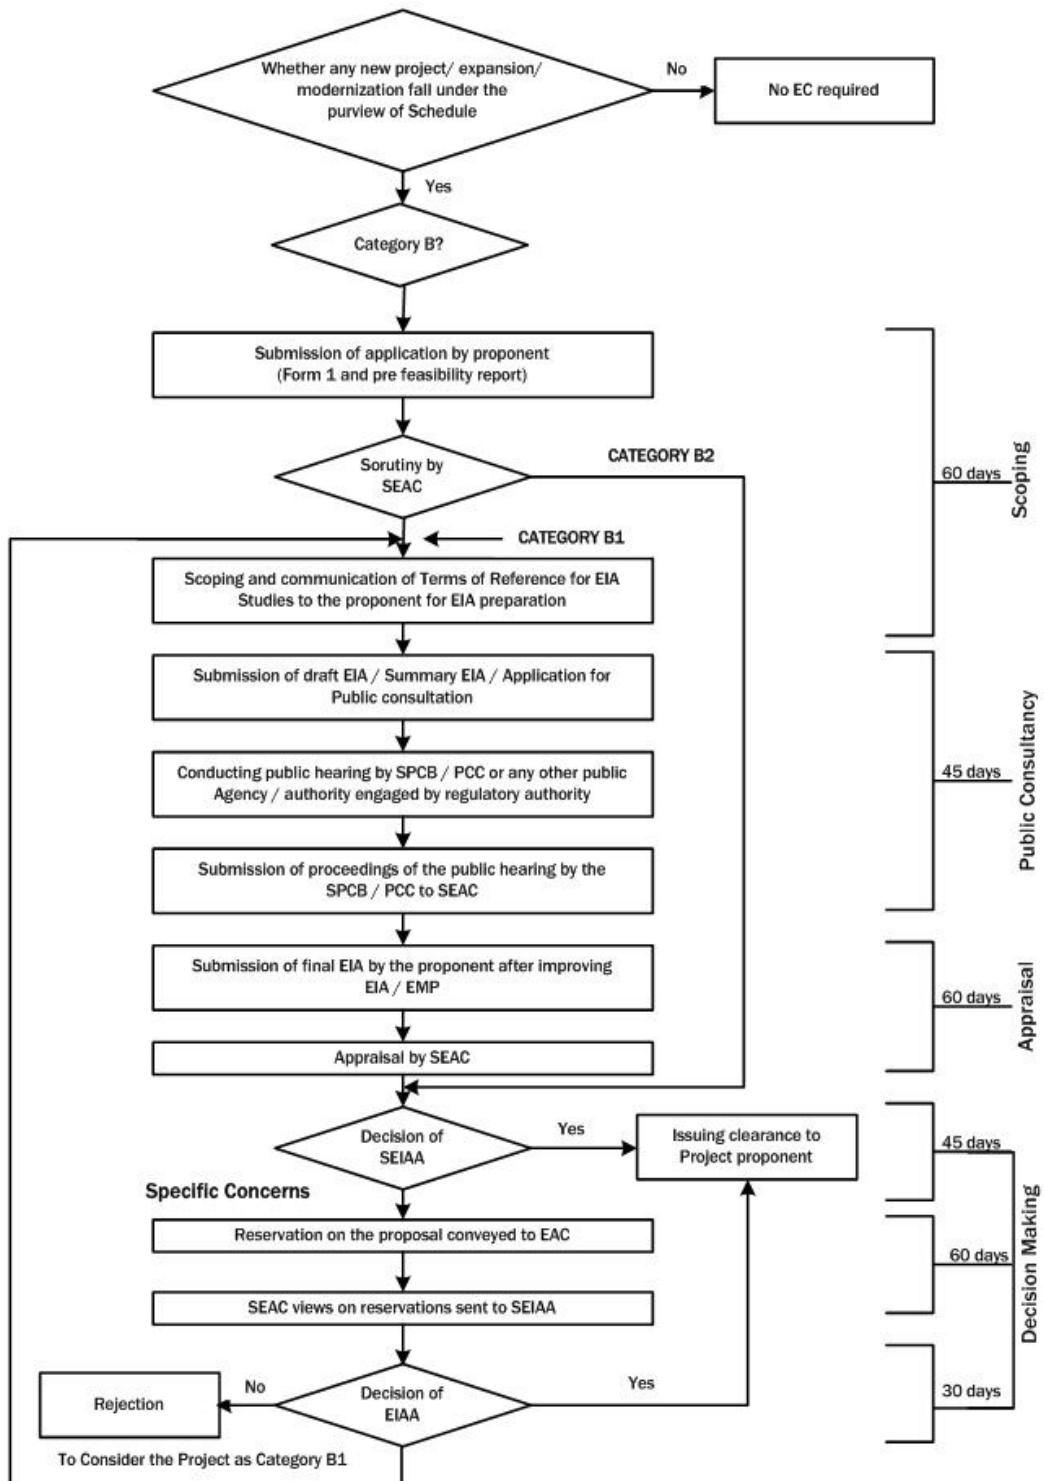 Whether any new project/ expansion/
modernization fall under the
purview of Schedule
No
No EC required
Yes
Category B?
Submission of application by proponent
(Form 1 and pre feasibility report)
Sorutiny by
SEAC
CATEGORY B2
60 days
Scoping
CATEGORY B1
Scoping and communication of Terms of Reference for EIA
Studies to the proponent for EIA preparation
Submission of draft EIA / Summary EIA / Application for
Public consultation
Conducting public hearing by SPCB / PCC or any other public
Agency / authority engaged by regulatory authority
45 days
Public Consultancy
Submission of proceedings of the public hearing by the
SPCB / PCC to SEAC
Submission of final EIA by the proponent after improving
EIA / EMP
60 days
Appraisal
Appraisal by SEAC
Decision of
SEIAA
Yes
Issuing clearance to
Project proponent
45 days
Specific Concerns
Reservation on the proposal conveyed to EAC
60 days
Decision Making
SEAC views on reservations sent to SEIAA
Rejection
No
Decision of
EIAA
Yes
30 days
To Consider the Project as Category B1